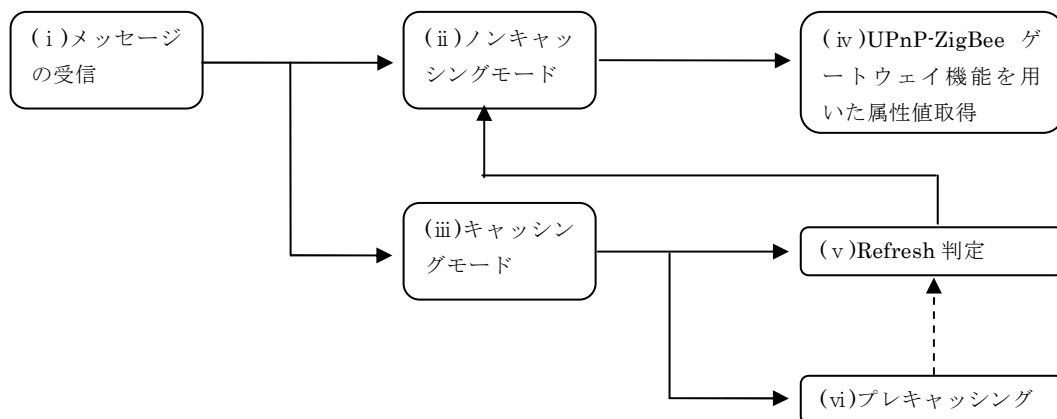 (ⅰ)メッセージ
の受信
(ⅱ)ノンキャッ
シングモード
(ⅳ)UPnP-ZigBee ゲ
ートウェイ機能を用
いた属性値取得
(ⅲ)キャッシン
グモード
(ⅴ)Refresh 判定
(ⅵ)プレキャッシング